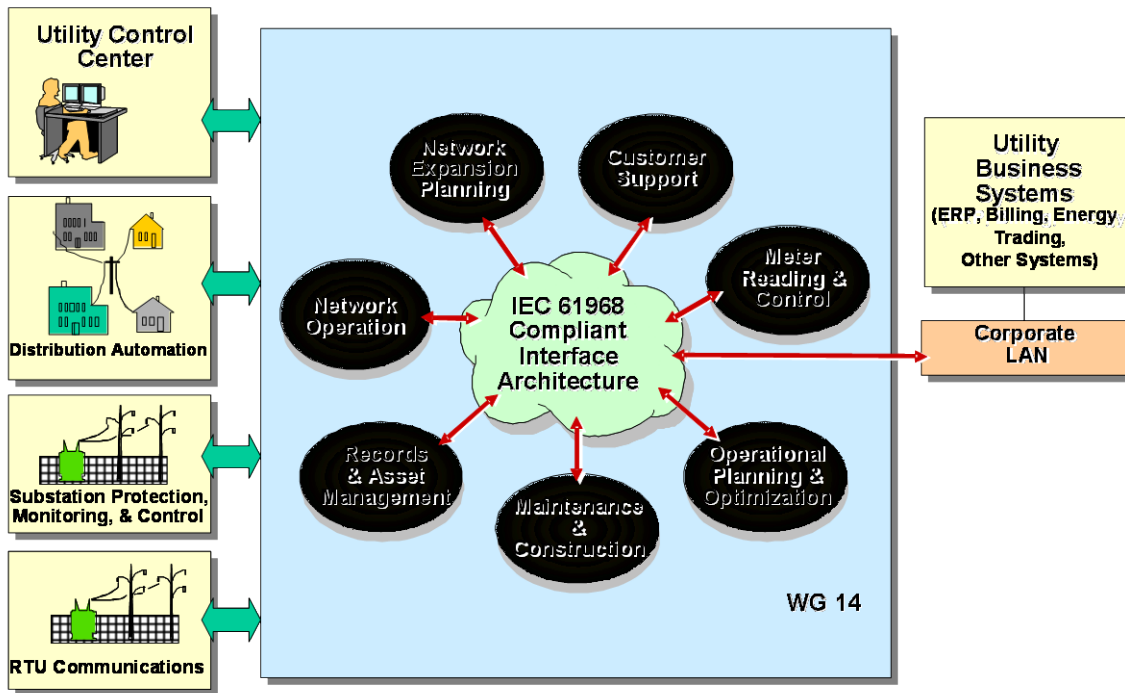 Utility Control
Center
Distribution Automation
Substation Protection,
Monitoring, & Control
RTU Communications
Network
Expansion
Planning
Customer
Support
Network
Operation
Meter
Reading &
Control
IEC 61968
Compliant
Interface
Architecture
Records
& Asset
Management
Maintenance
&
Construction
Operational
Planning &
Optimization
WG 14
Utility
Business
Systems
(ERP, Billing, Energy
Trading,
Other Systems)
Corporate
LAN